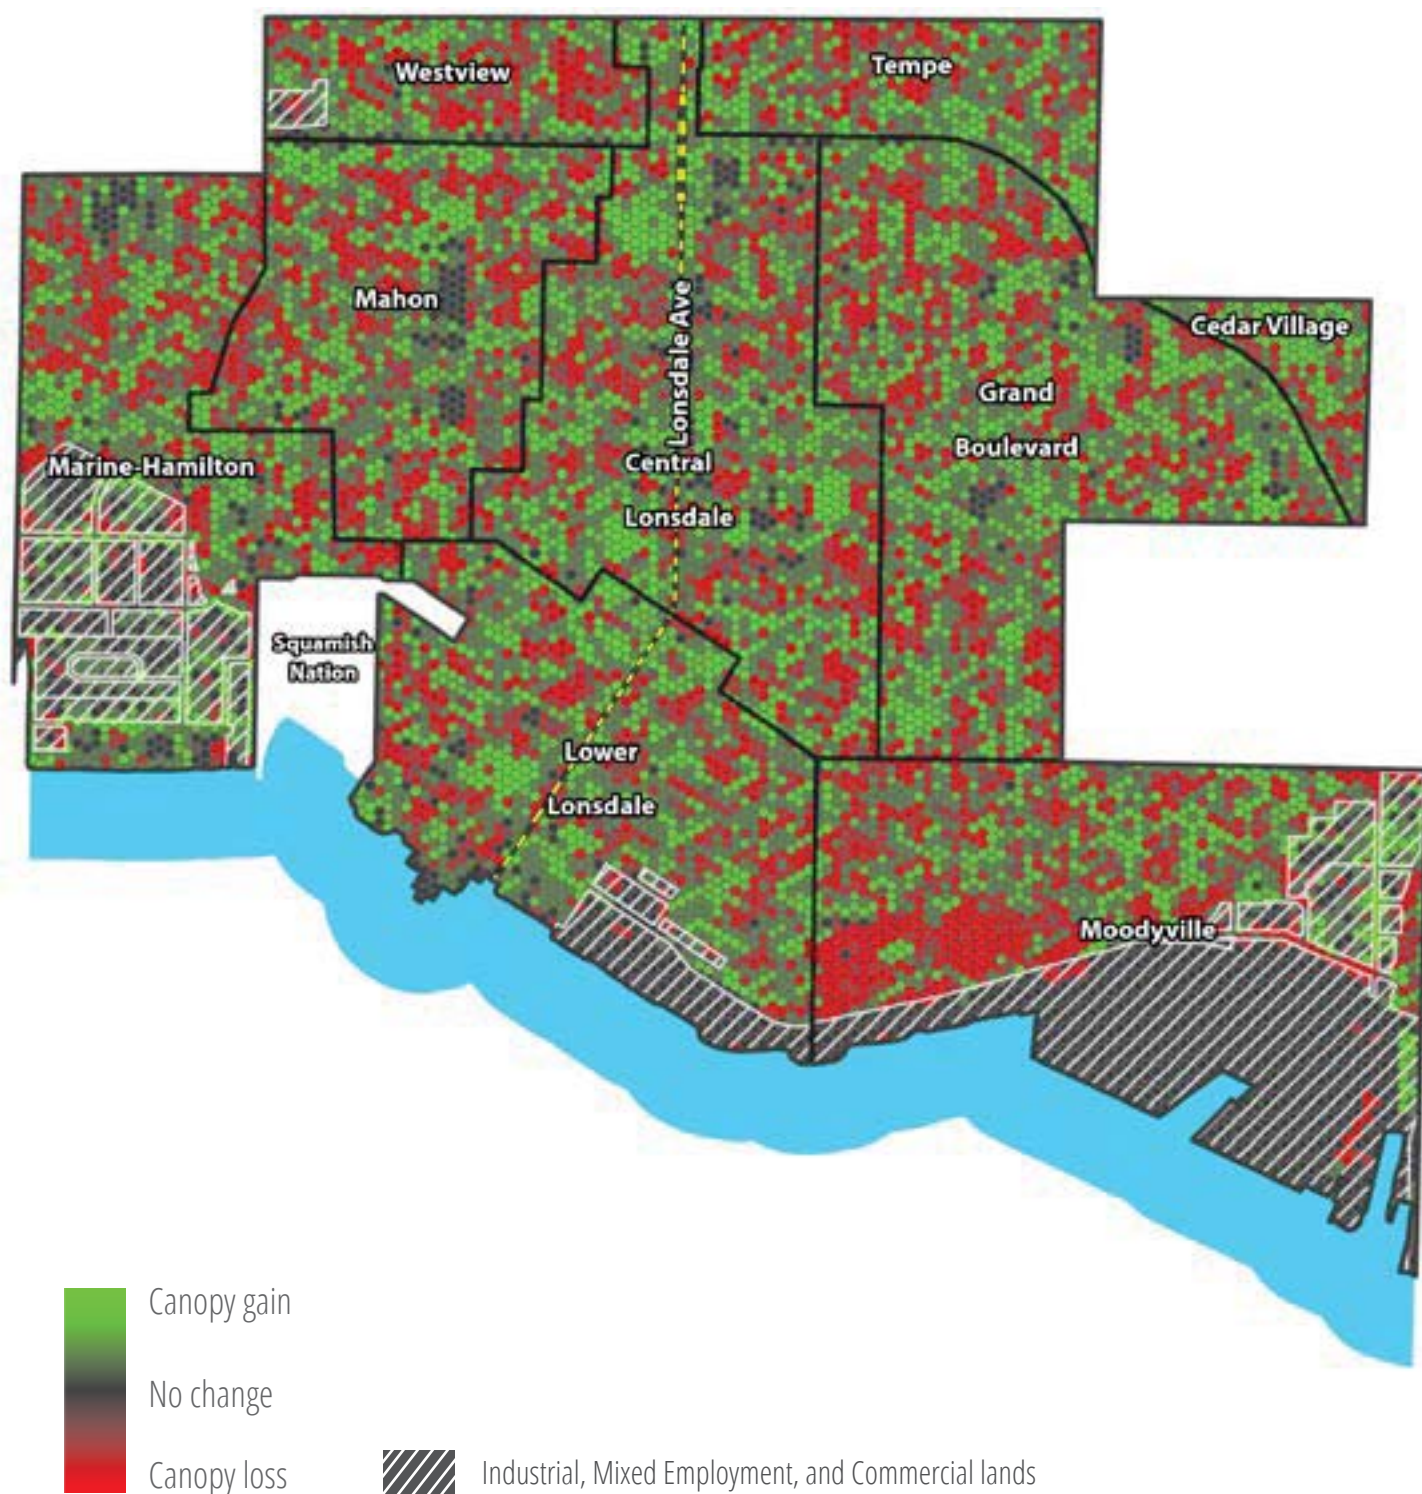 Westview
Tempe
Mahon
Lonsdale Ave
Cedar Village
Grand
Boulevard
Marine-Hamilton
Central
Lonsdale
Squamish
Nation
Lower
Lonsdale
Moodyville
Canopy gain
No change
Canopy loss
Industrial, Mixed Employment, and Commercial lands